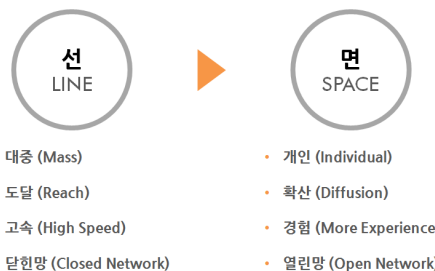 선
LINE
면
SPACE
대중 (Mass)
도달 (Reach)
고속 (High Speed)
닫힌망 (Closed Network)
• 개인 (Individual)
• 확산 (Diffusion)
• 경험 (More Experience
• 열린망 (Open Network)